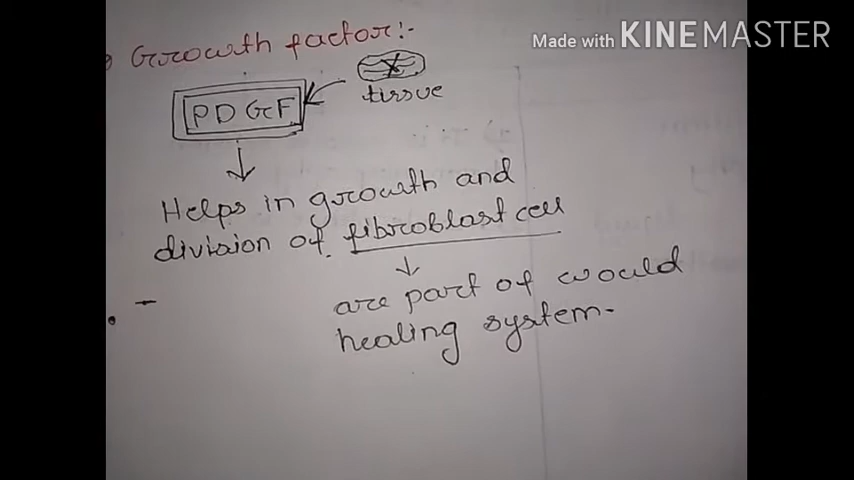 Made with KINEMASTER
Growth factor:-
tissue
PDGF
Helps in growth and
division of fibroblast cell
are part of would
healing system.